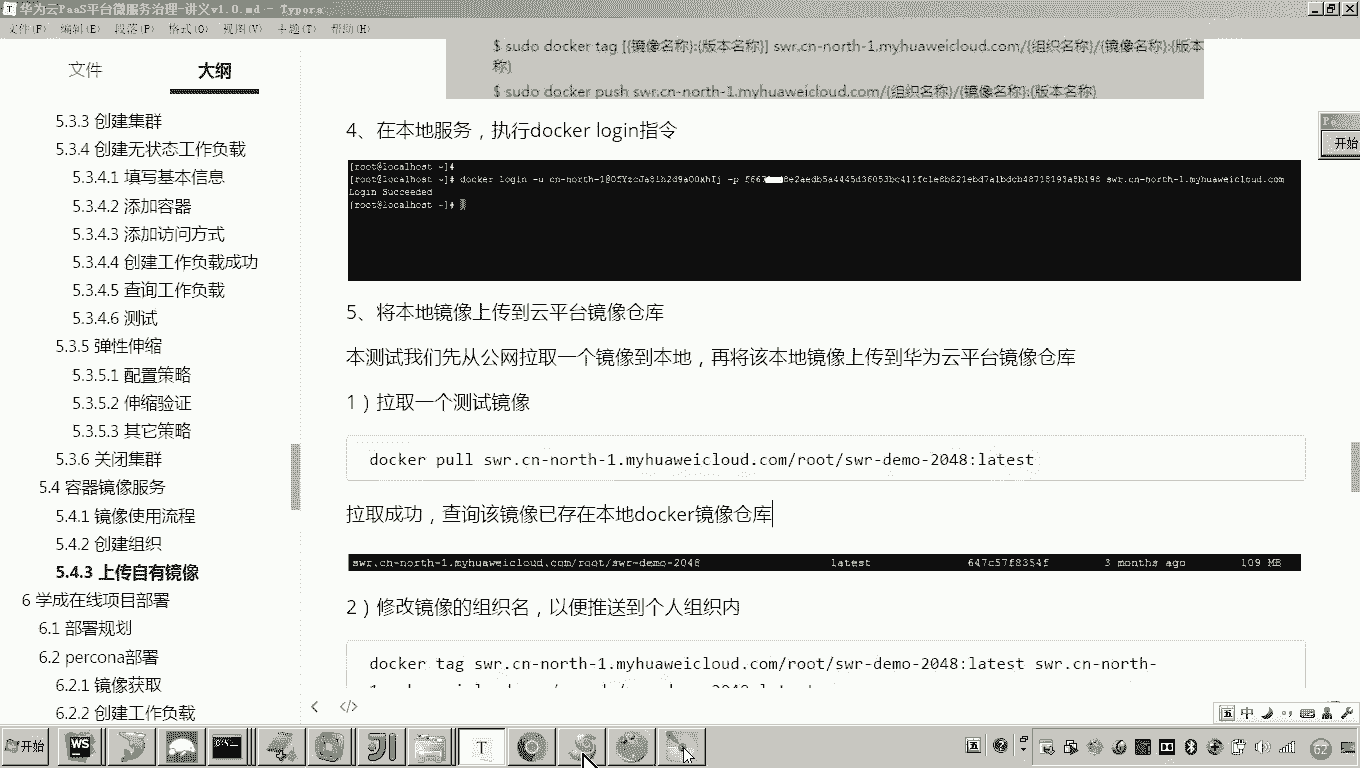 华为云PaaS平台微服务治理-讲义v1.0.md - Typora
文件(F) 编辑(E) 段落(P) 格式(O) 视图(V) 主题(T) 帮助(H)
文件
大纲
5.3.3 创建集群
5.3.4 创建无状态工作负载
5.3.4.1 填写基本信息
5.3.4.2 添加容器
5.3.4.3 添加访问方式
5.3.4.4 创建工作负载成功
5.3.4.5 查询工作负载
5.3.4.6 测试
5.3.5 弹性伸缩
5.3.5.1 配置策略
5.3.5.2 伸缩验证
5.3.5.3 其它策略
5.3.6 关闭集群
5.4 容器镜像服务
5.4.1 镜像使用流程
5.4.2 创建组织
5.4.3 上传自有镜像
6 学成在线项目部署
6.1 部署规划
6.2 percona部署
6.2.1 镜像获取
6.2.2 创建工作负载
$ sudo docker tag [{镜像名称}:{版本名称}] swr.cn-north-1.myhuaweicloud.com/{组织名称}/{镜像名称}:{版本
称}
$ sudo docker push swr.cn-north-1.myhuaweicloud.com/{组织名称}/{镜像名称}:{版本名称}
4、在本地服务，执行docker login指令
[root@localhost ~]#
[root@localhost ~]# docker login -u -p swr.cn-north-1.myhuaweicloud.com
Login Succeeded
[root@localhost ~]#
5、将本地镜像上传到云平台镜像仓库
本测试我们先从公网拉取一个镜像到本地，再将该本地镜像上传到华为云平台镜像仓库
1）拉取一个测试镜像
docker pull swr.cn-north-1.myhuaweicloud.com/root/swr-demo-2048:latest
拉取成功，查询该镜像已存在本地docker镜像仓库
swr.cn-north-1.myhuaweicloud.com/root/swr-demo-2048 latest 647c57f8354f 3 months ago 109 MB
2）修改镜像的组织名，以便推送到个人组织内
docker tag swr.cn-north-1.myhuaweicloud.com/root/swr-demo-2048:latest swr.cn-north-
开始
开始
WS
T
五 中
五
62